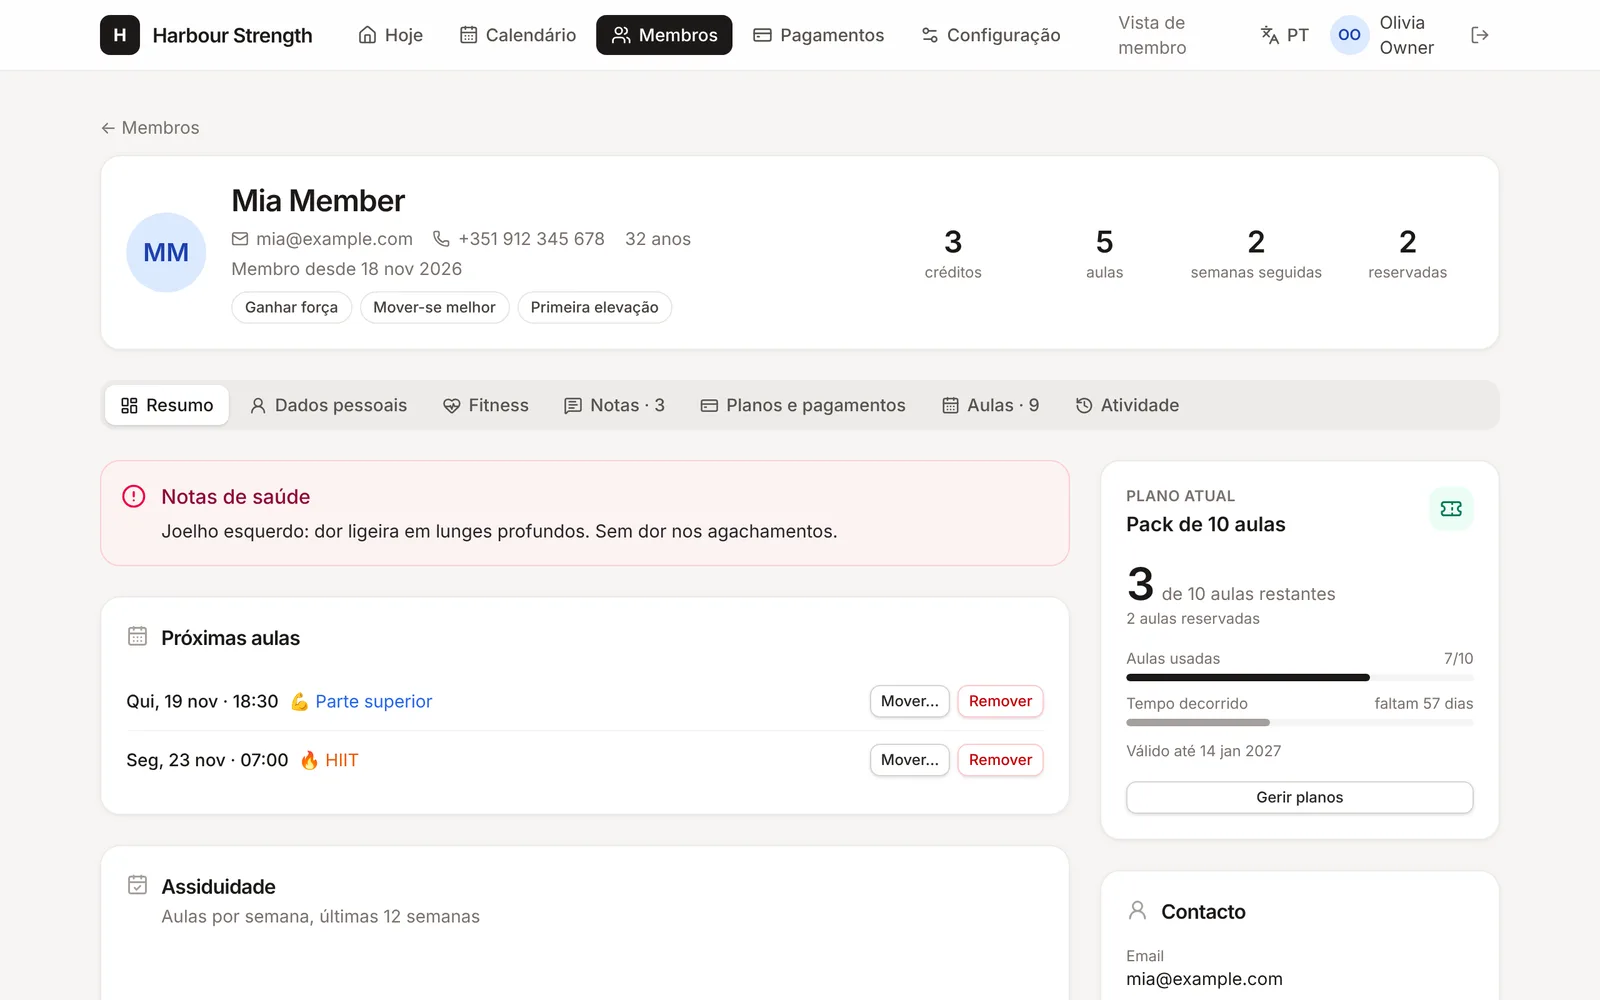 H Harbour Strength Hoje Calendário Membros Pagamentos Configuração Vista de membro PT OO Olivia Owner
← Membros
MM
Mia Member
mia@example.com +351 912 345 678 32 anos
Membro desde 18 nov 2026
Ganhar força Mover-se melhor Primeira elevação
3 créditos
5 aulas
2 semanas seguidas
2 reservadas
Resumo Dados pessoais Fitness Notas · 3 Planos e pagamentos Aulas · 9 Atividade
Notas de saúde
Joelho esquerdo: dor ligeira em lunges profundos. Sem dor nos agachamentos.
Próximas aulas
Qui, 19 nov · 18:30 💪 Parte superior Mover... Remover
Seg, 23 nov · 07:00 🔥 HIIT Mover... Remover
Assiduidade
Aulas por semana, últimas 12 semanas
PLANO ATUAL
Pack de 10 aulas
3 de 10 aulas restantes
2 aulas reservadas
Aulas usadas 7/10
Tempo decorrido faltam 57 dias
Válido até 14 jan 2027
Gerir planos
Contacto
Email
mia@example.com